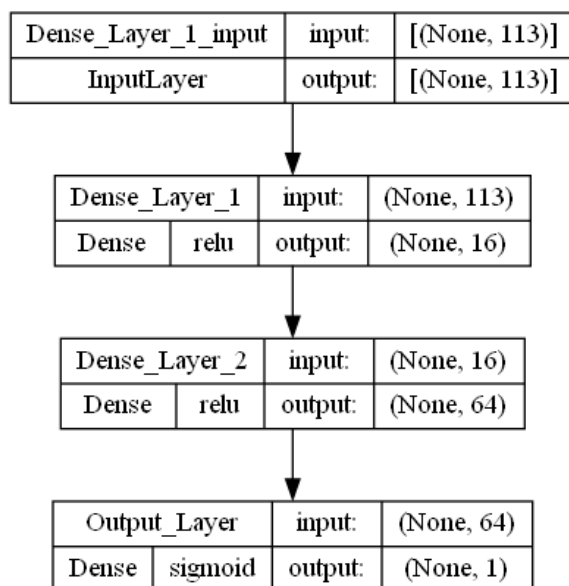 Dense_Layer_1_input input: [(None, 113)]
InputLayer output: [(None, 113)]
Dense_Layer_1 input: (None, 113)
Dense relu output: (None, 16)
Dense_Layer_2 input: (None, 16)
Dense relu output: (None, 64)
Output_Layer input: (None, 64)
Dense sigmoid output: (None, 1)